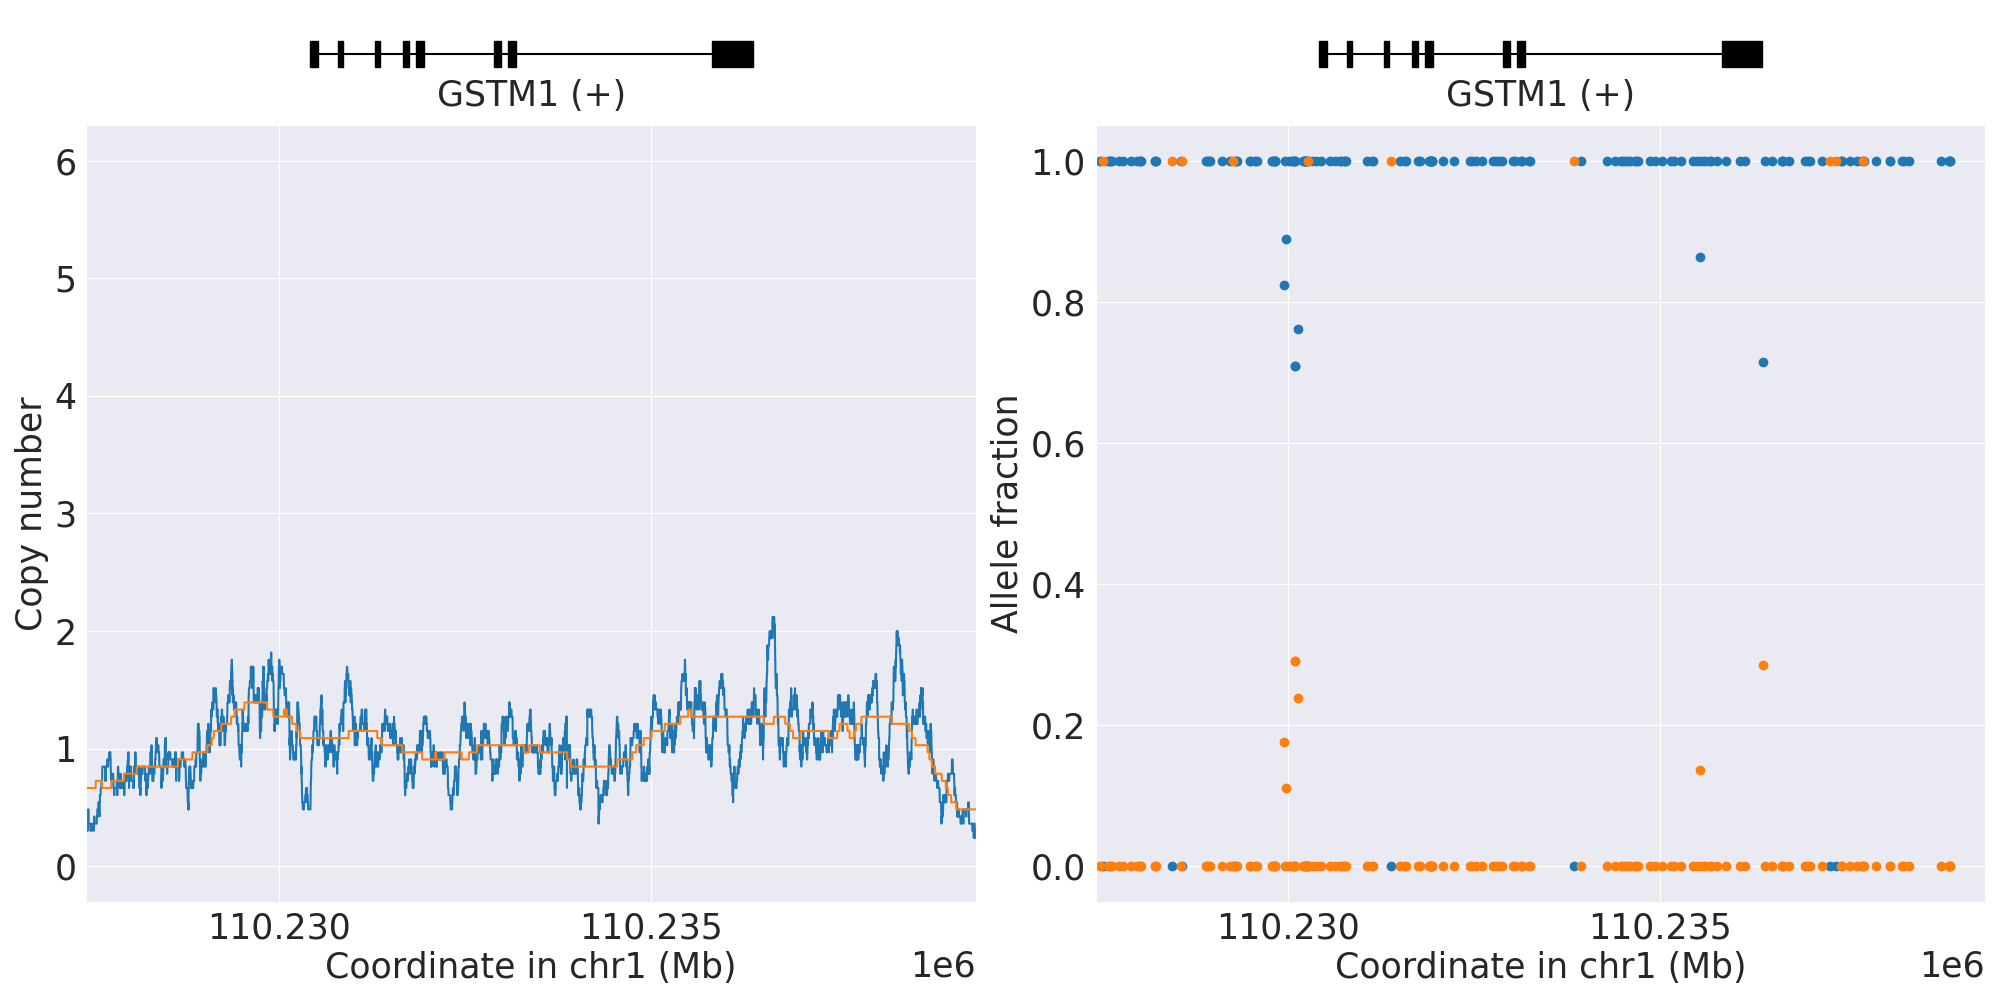 GSTM1 (+)
6
5
4
3
2
1
0
Copy number
110.230
110.235
Coordinate in chr1 (Mb)
1e6
GSTM1 (+)
1.0
0.8
0.6
0.4
0.2
0.0
Allele fraction
110.230
110.235
Coordinate in chr1 (Mb)
1e6